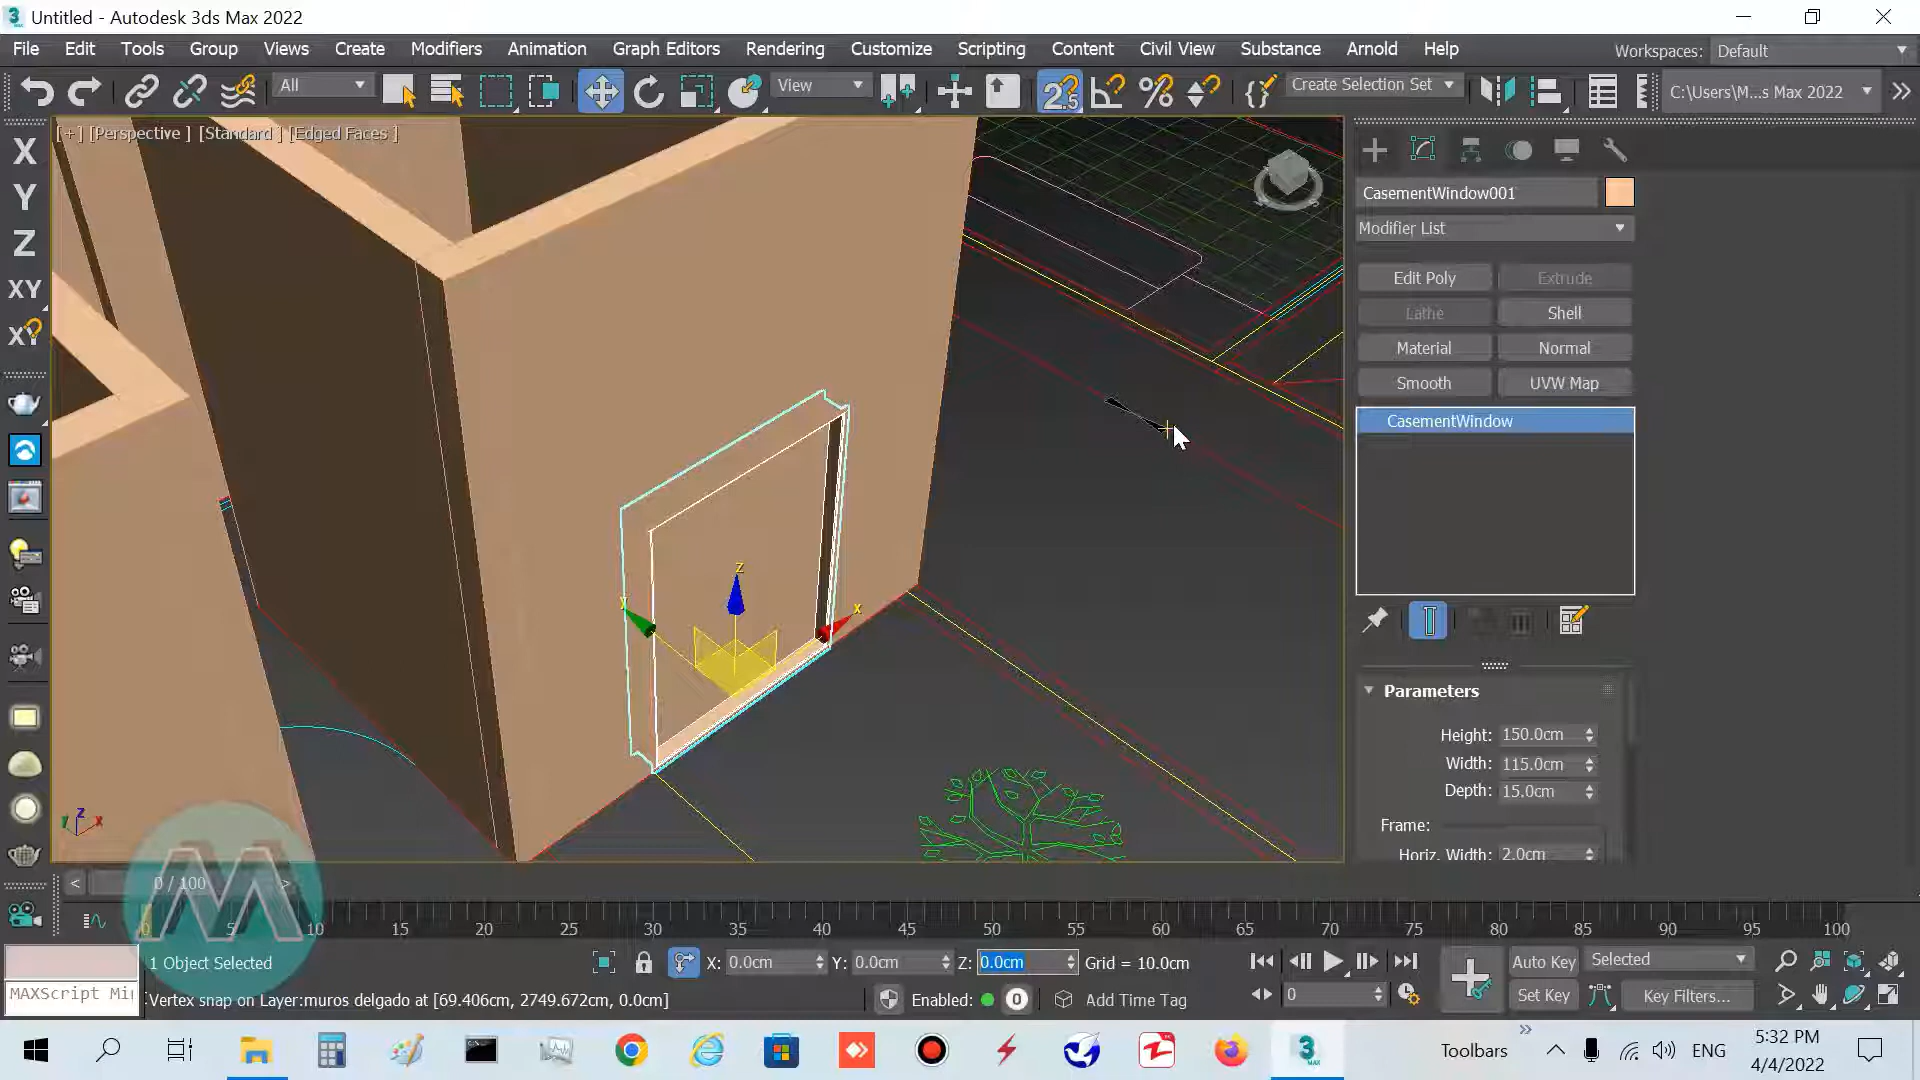 Untitled - Autodesk 3ds Max 2022
File Edit Tools Group Views Create Modifiers Animation Graph Editors Rendering Customize Scripting Content Civil View Substance Arnold Help Workspaces: Default
All View 2.5 Create Selection Set C:\Users\M...s Max 2022
[+] [Perspective ] [Standard ] [Edged Faces ]
X
Y
Z
XY
XY
CasementWindow001
Modifier List
Edit Poly Extrude
Lathe Shell
Material Normal
Smooth UVW Map
CasementWindow
Parameters
Height: 150.0cm
Width: 115.0cm
Depth: 15.0cm
Frame:
Horiz. Width: 2.0cm
z
y
x
z
y
x
M
< 0 / 100 >
0 5 10 15 20 25 30 35 40 45 50 55 60 65 70 75 80 85 90 95 100
1 Object Selected X: 0.0cm Y: 0.0cm Z: 0.0cm Grid = 10.0cm Auto Key Selected
MAXScript Mi Vertex snap on Layer:muros delgado at [69.406cm, 2749.672cm, 0.0cm] Enabled: 0 Add Time Tag 0 Set Key Key Filters...
Toolbars ENG 5:32 PM
4/4/2022